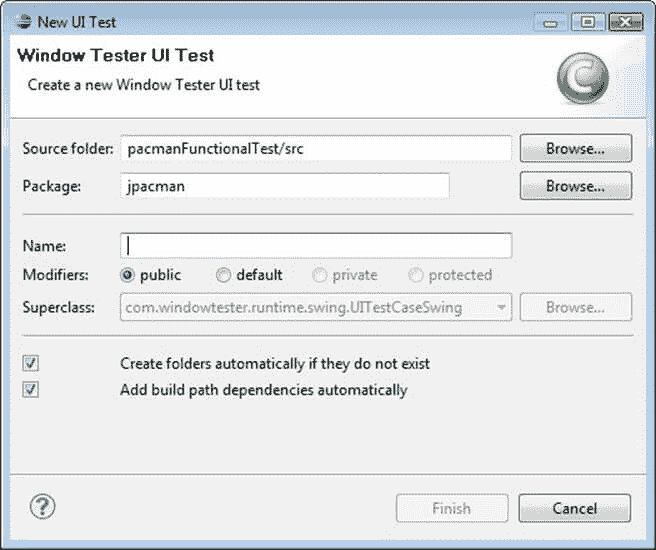 New UI Test
Window Tester UI Test
Create a new Window Tester UI test
Source folder: pacmanFunctionalTest/src Browse...
Package: jpacman Browse...
Name:
Modifiers: public default private protected
Superclass: com.windowtester.runtime.swing.UITestCaseSwing Browse...
Create folders automatically if they do not exist
Add build path dependencies automatically
? Finish Cancel